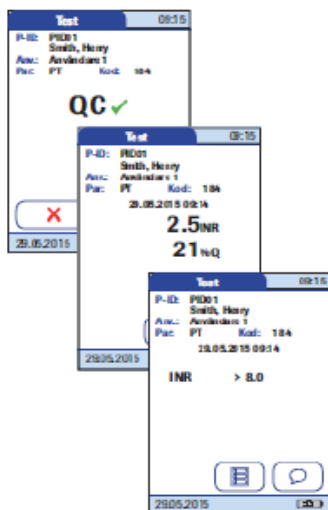 Test 09:15
P-ID: PID01
Smith, Henry
Anv.: Användare 1
Par: PT Kod: 184
QC
29.05.2015
Test 09:15
P-ID: PID01
Smith, Henry
Anv.: Användare 1
Par: PT Kod: 184
29.05.2015 09:14
2.5INR
21%Q
29.05.2015
Test 09:15
P-ID: PID01
Smith, Henry
Anv.: Användare 1
Par: PT Kod: 184
29.05.2015 09:14
INR > 8.0
29.05.2015